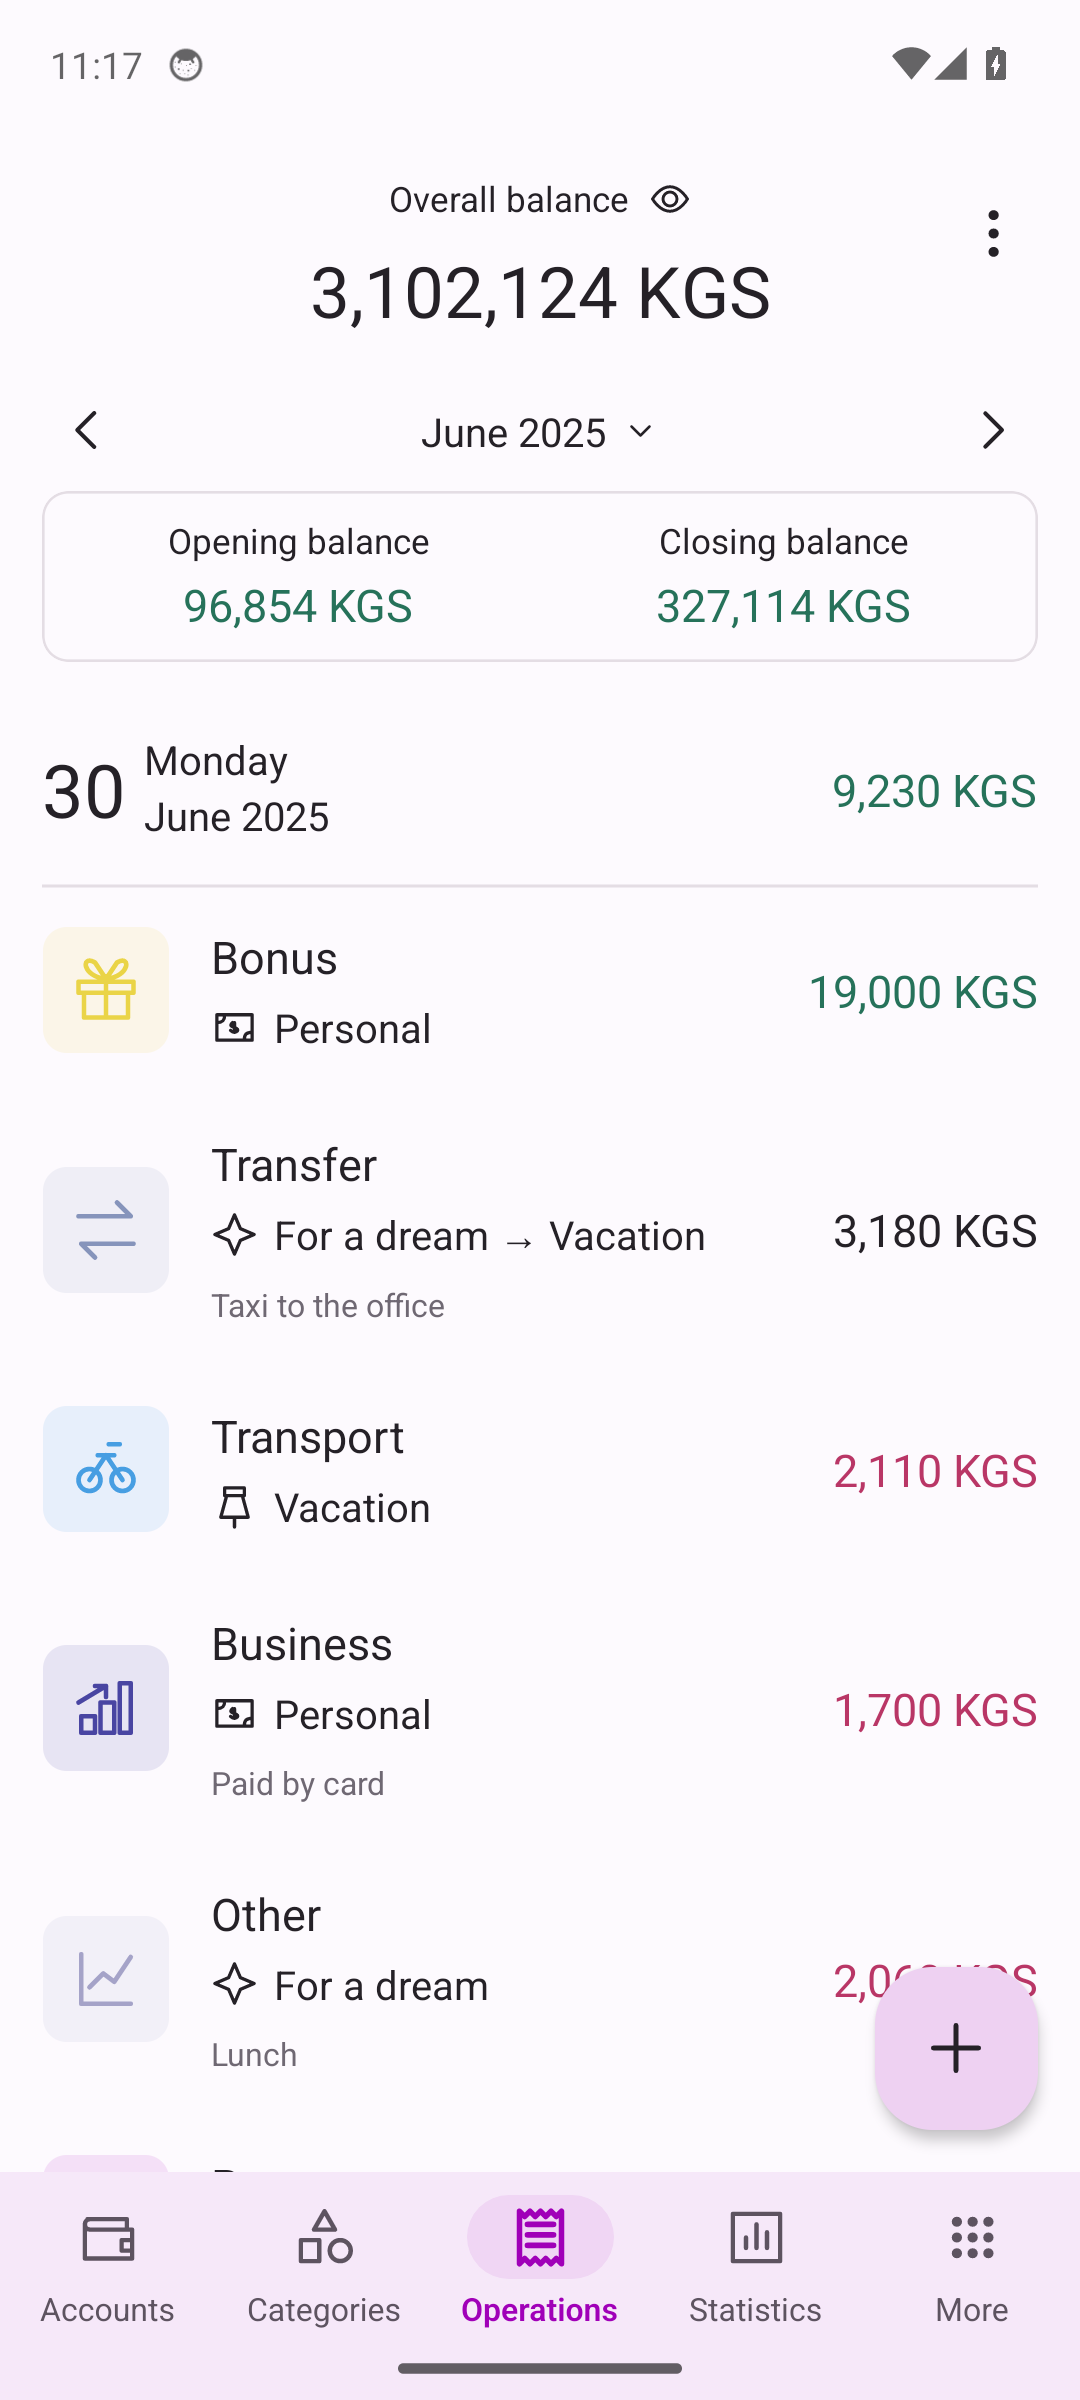 11:17
Overall balance
3,102,124 KGS
June 2025
Opening balance
Closing balance
96,854 KGS
327,114 KGS
30
Monday
June 2025
9,230 KGS
Bonus
Personal
19,000 KGS
Transfer
For a dream → Vacation
3,180 KGS
Taxi to the office
Transport
Vacation
2,110 KGS
Business
Personal
1,700 KGS
Paid by card
Other
For a dream
Lunch
Accounts
Categories
Operations
Statistics
More